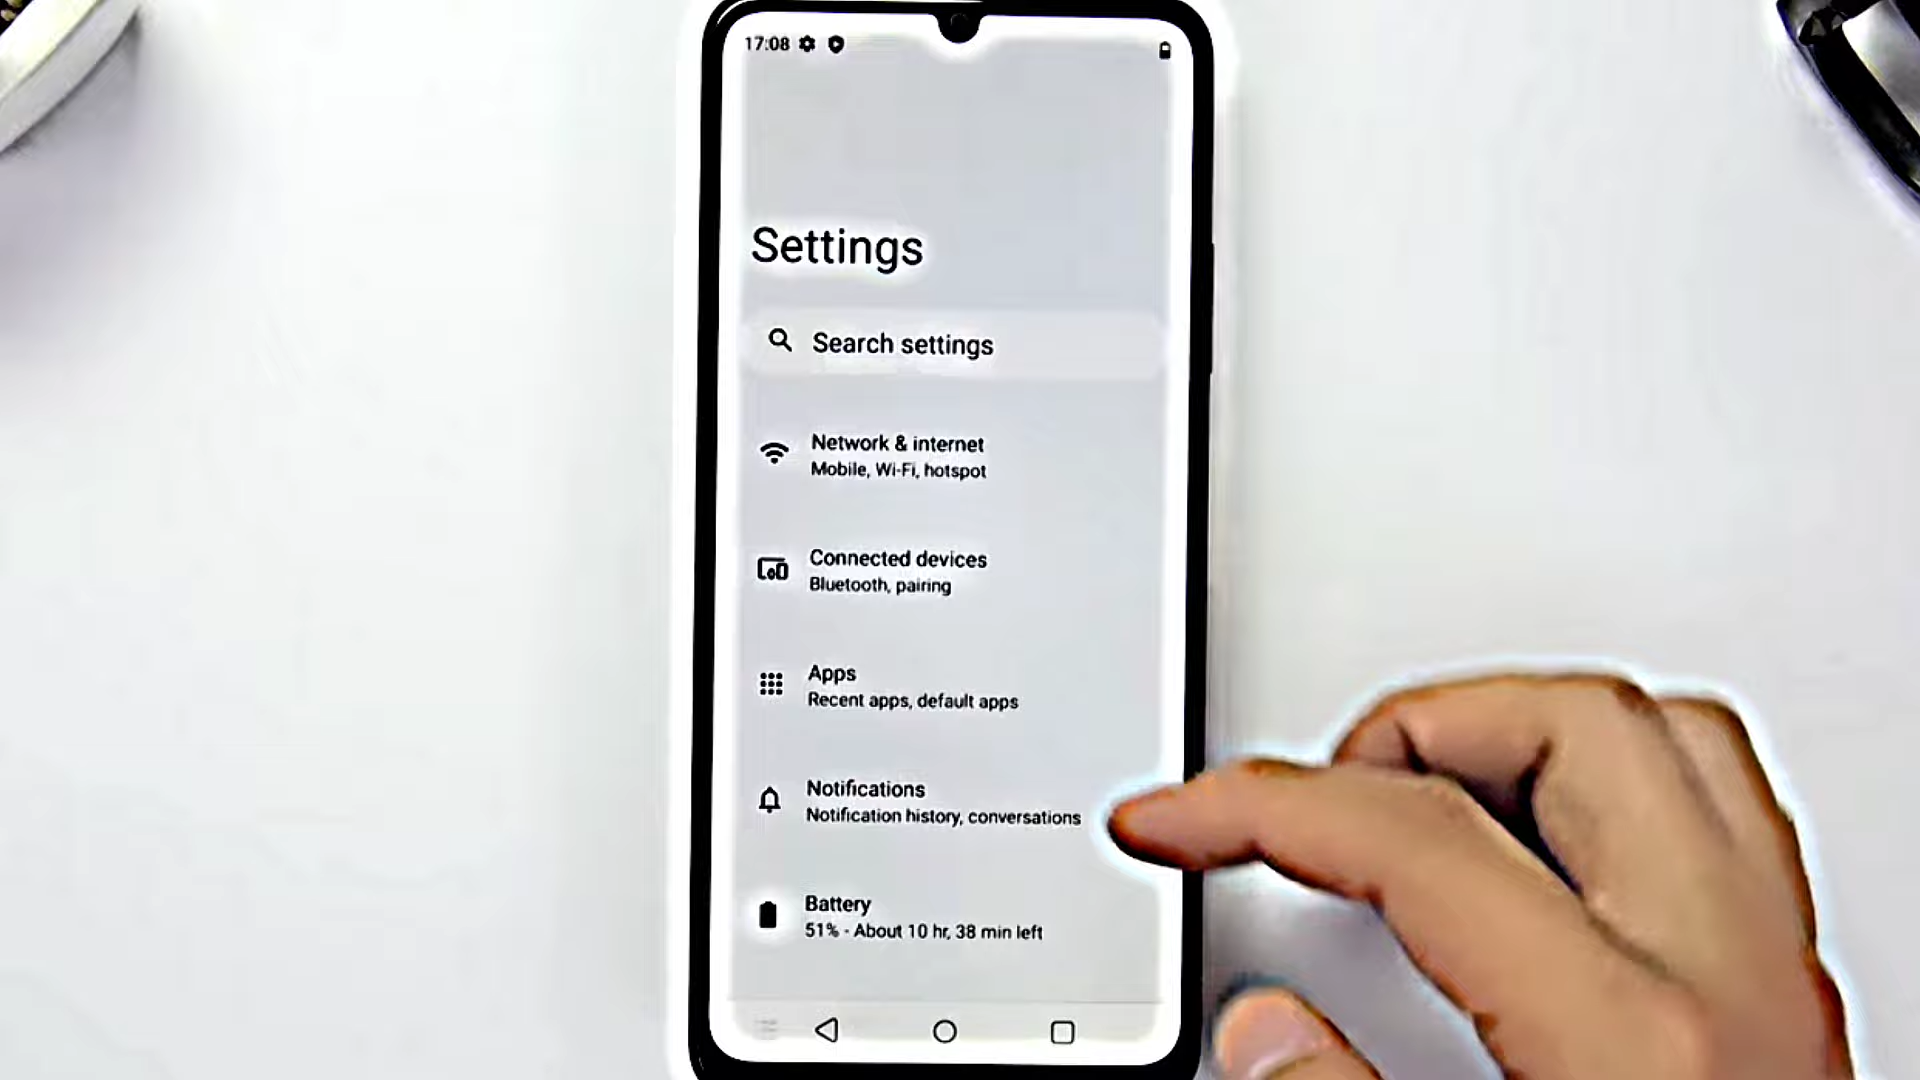 17:08
Settings
Search settings
Network & internet
Mobile, Wi-Fi, hotspot
Connected devices
Bluetooth, pairing
Apps
Recent apps, default apps
Notifications
Notification history, conversations
Battery
51% - About 10 hr, 38 min left